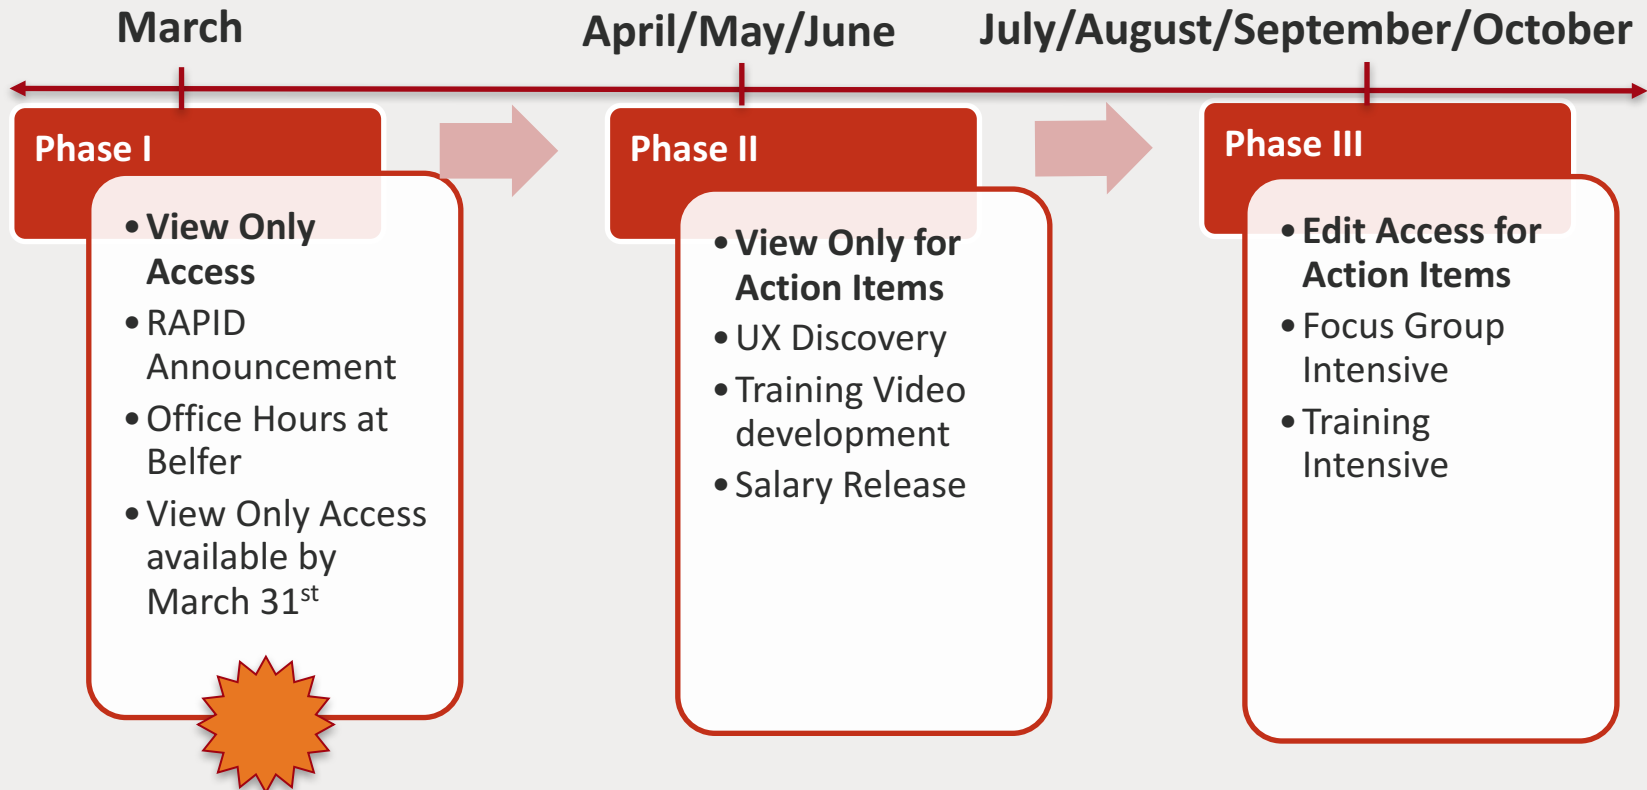 March
April/May/June
July/August/September/October
Phase I
• View Only
Access
• RAPID
Announcement
• Office Hours at
Belfer
• View Only Access
available by
March 31st
Phase II
• View Only for
Action Items
• UX Discovery
• Training Video
development
• Salary Release
Phase III
• Edit Access for
Action Items
• Focus Group
Intensive
• Training
Intensive